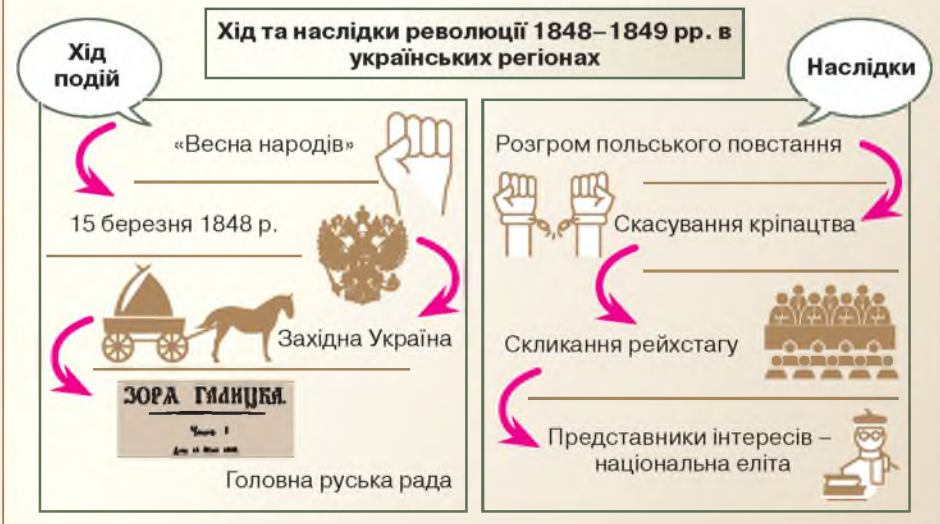 Хід та наслідки революції 1848–1849 рр. в
українських регіонах
Хід
подій
«Весна народів»
15 березня 1848 р.
Західна Україна
ЗОРА ГАЛИЦКА.
Головна руська рада
Наслідки
Розгром польського повстання
Скасування кріпацтва
Скликання рейхстагу
Представники інтересів –
національна еліта